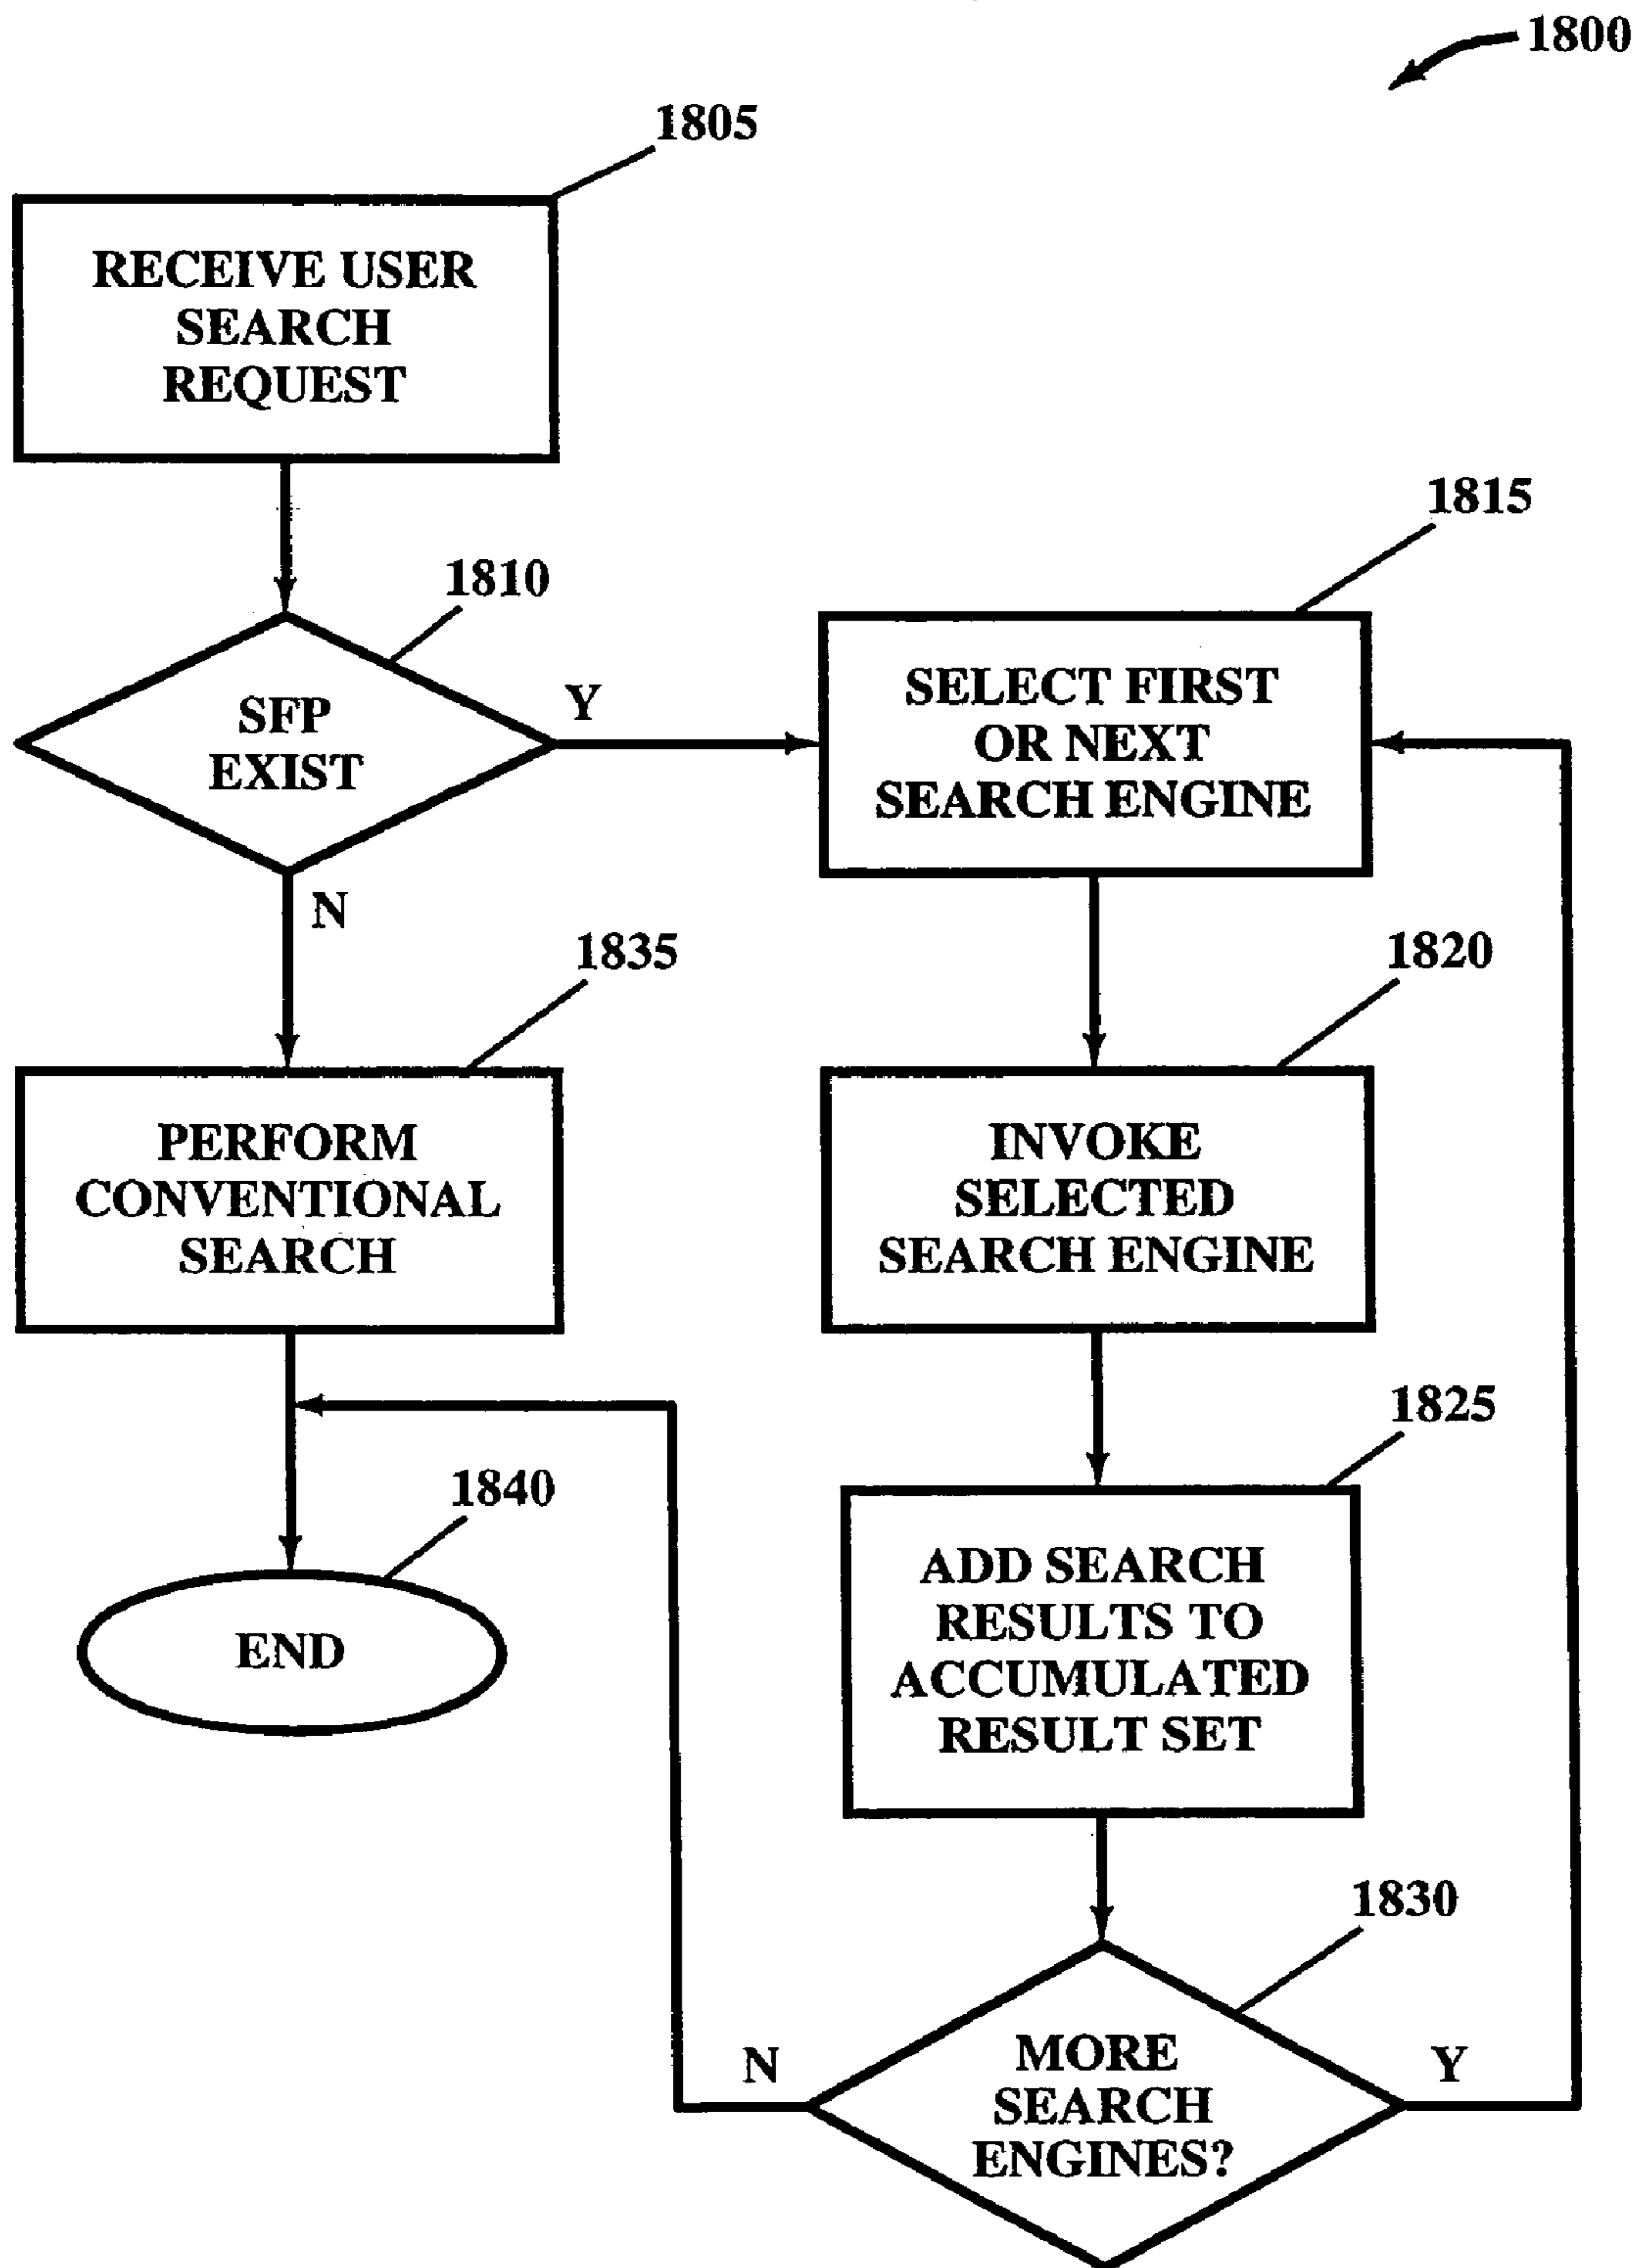 1800
1805
RECEIVE USER
SEARCH
REQUEST
1810
SFP
EXIST
Y
N
1815
SELECT FIRST
OR NEXT
SEARCH ENGINE
1835
PERFORM
CONVENTIONAL
SEARCH
1820
INVOKE
SELECTED
SEARCH ENGINE
1840
END
1825
ADD SEARCH
RESULTS TO
ACCUMULATED
RESULT SET
1830
MORE
SEARCH
ENGINES?
N
Y